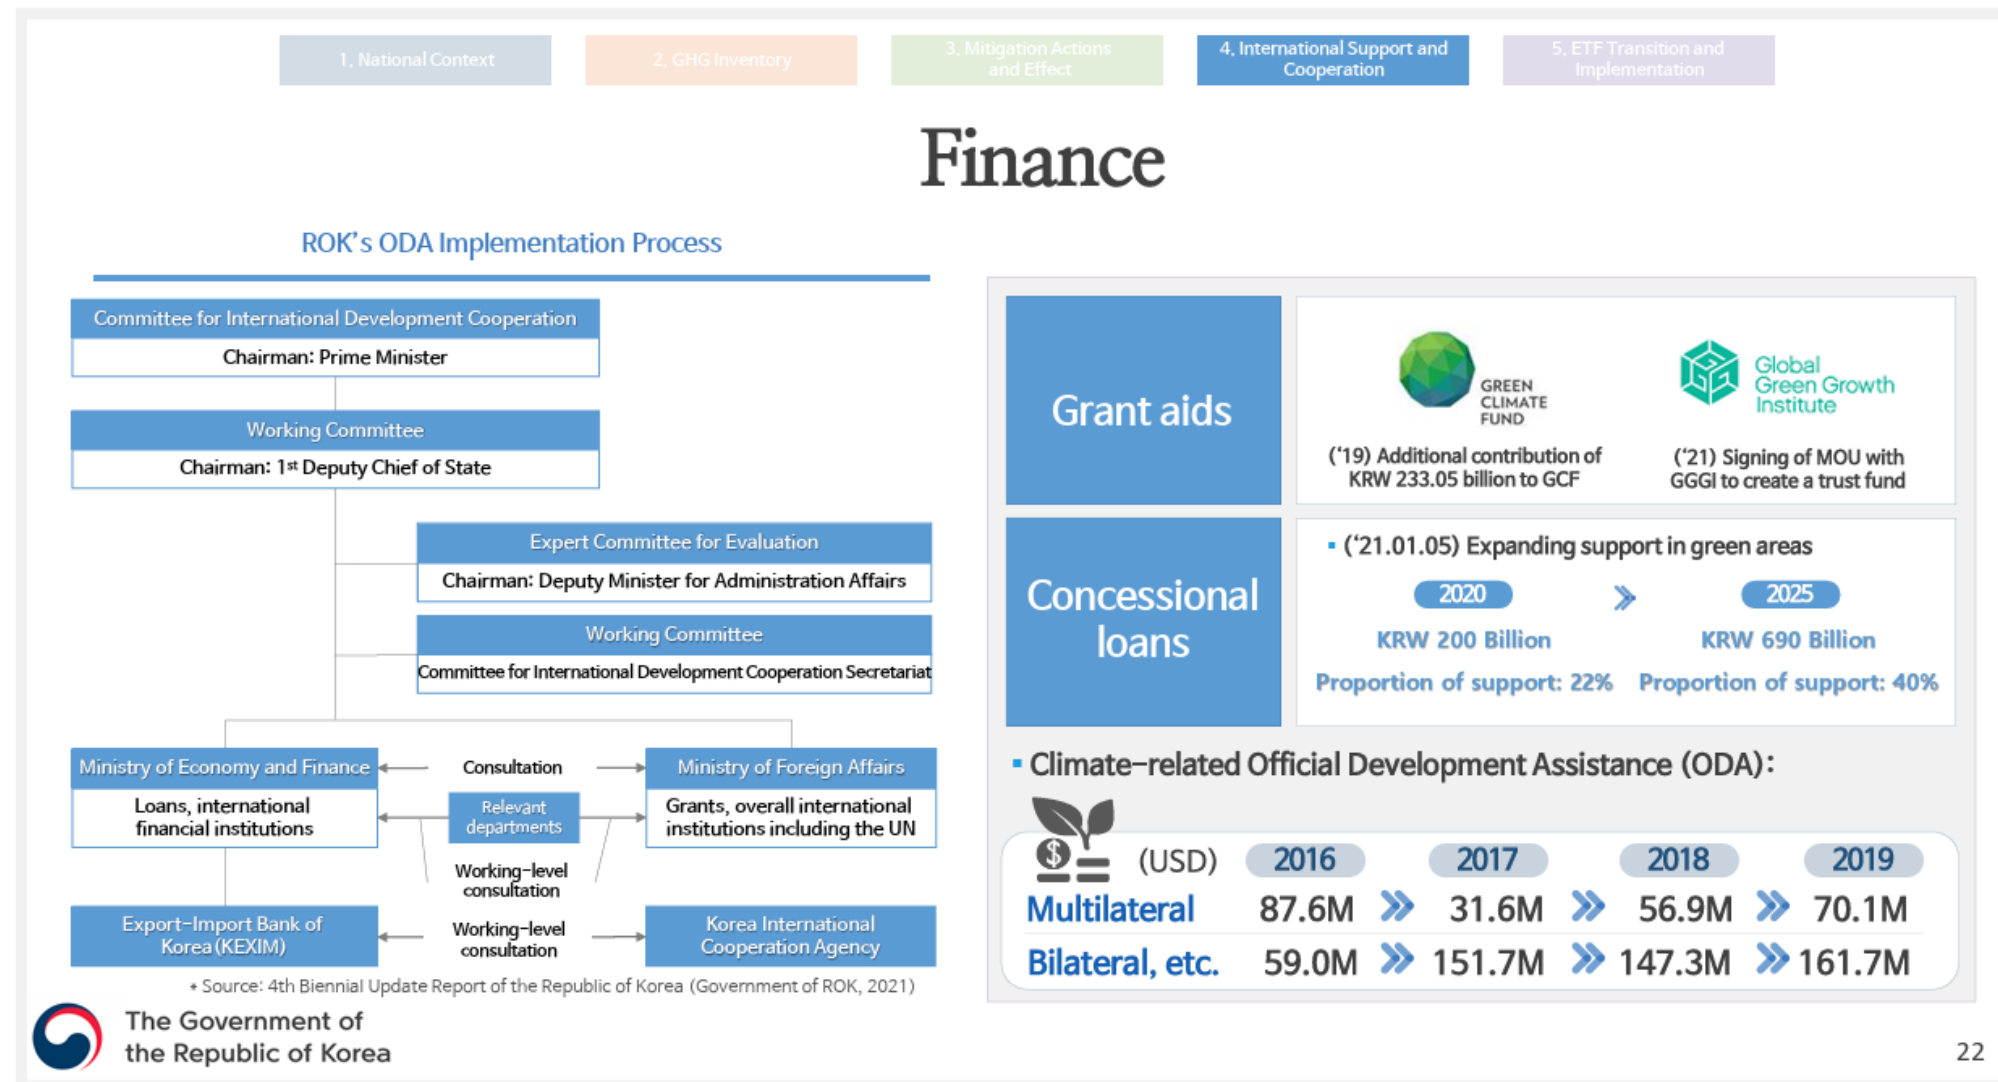 1. National Context
2. GHG Inventory
3. Mitigation Actions
and Effect
4. International Support and
Cooperation
5. ETF Transition and
Implementation
Finance
ROK's ODA Implementation Process
Committee for International Development Cooperation
Chairman: Prime Minister
Working Committee
Chairman: 1st Deputy Chief of State
Expert Committee for Evaluation
Chairman: Deputy Minister for Administration Affairs
Working Committee
Committee for International Development Cooperation Secretariat
Ministry of Economy and Finance
Consultation
Ministry of Foreign Affairs
Loans, international
financial institutions
Relevant
departments
Grants, overall international
institutions including the UN
Working-level
consultation
Export-Import Bank of
Korea(KEXIM)
Working-level
consultation
Korea International
Cooperation Agency
* Source: 4th Biennial Update Report of the Republic of Korea (Government of ROK, 2021)
Grant aids
GREEN
CLIMATE
FUND
('19) Additional contribution of
KRW 233.05 billion to GCF
Global
Green Growth
Institute
('21) Signing of MOU with
GGGI to create a trust fund
Concessional
loans
▪ ('21.01.05) Expanding support in green areas
2020 2025
KRW 200 Billion KRW 690 Billion
Proportion of support: 22% Proportion of support: 40%
▪ Climate-related Official Development Assistance (ODA):
(USD) 2016 2017 2018 2019
Multilateral 87.6M 31.6M 56.9M 70.1M
Bilateral, etc. 59.0M 151.7M 147.3M 161.7M
The Government of
the Republic of Korea
22